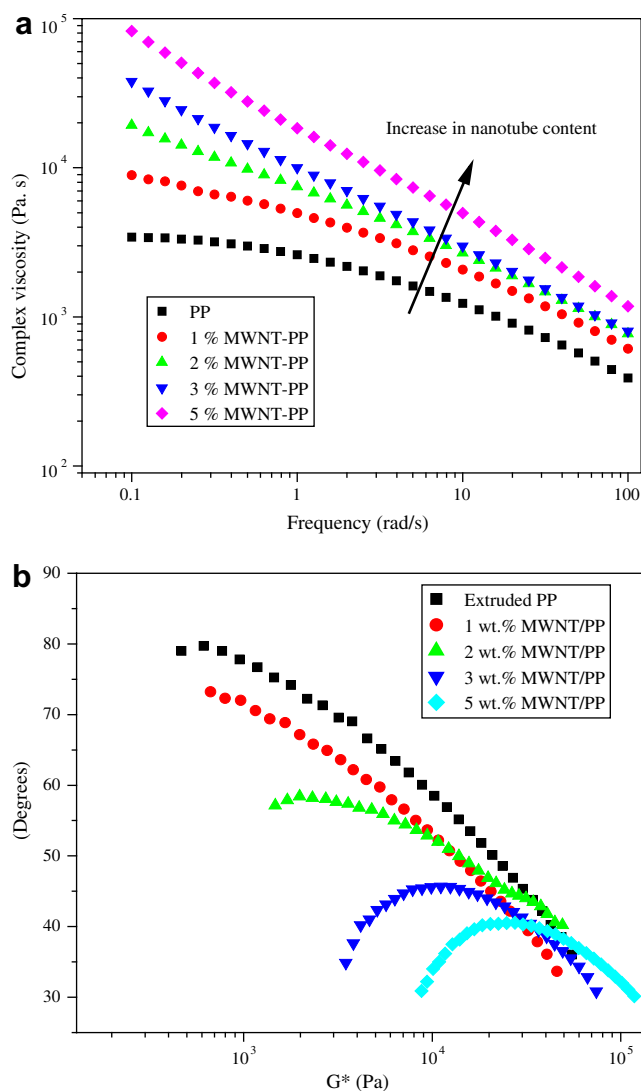 a
10^5
10^4
10^3
10^2
Complex viscosity (Pa. s)
Increase in nanotube content
PP
1 % MWNT-PP
2 % MWNT-PP
3 % MWNT-PP
5 % MWNT-PP
0.1
1
10
100
Frequency (rad/s)
b
90
80
70
60
50
40
30
(Degrees)
Extruded PP
1 wt.% MWNT/PP
2 wt.% MWNT/PP
3 wt.% MWNT/PP
5 wt.% MWNT/PP
10^3
10^4
10^5
G* (Pa)